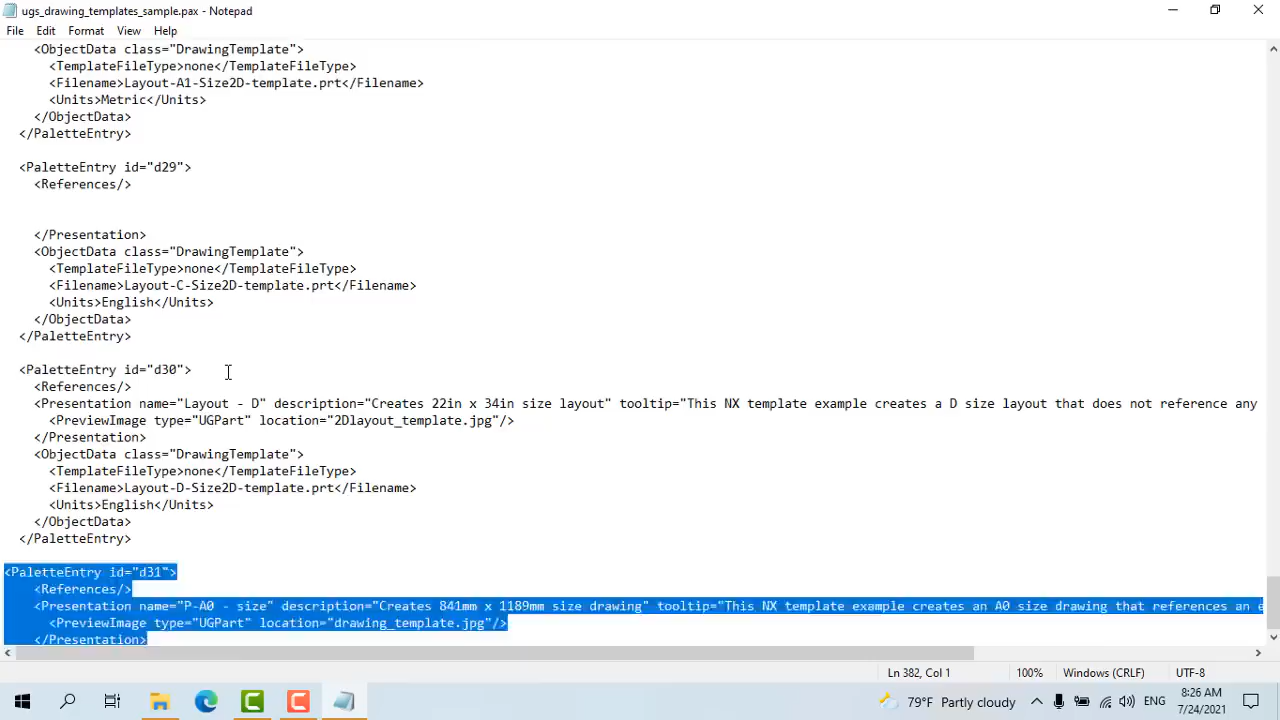 ugs_drawing_templates_sample.pax - Notepad
File Edit Format View Help
<ObjectData class="DrawingTemplate">
<TemplateFileType>none</TemplateFileType>
<Filename>Layout-A1-Size2D-template.prt</Filename>
<Units>Metric</Units>
</ObjectData>
</PaletteEntry>
<PaletteEntry id="d29">
<References/>
</Presentation>
<ObjectData class="DrawingTemplate">
<TemplateFileType>none</TemplateFileType>
<Filename>Layout-C-Size2D-template.prt</Filename>
<Units>English</Units>
</ObjectData>
</PaletteEntry>
<PaletteEntry id="d30">
<References/>
<Presentation name="Layout - D" description="Creates 22in x 34in size layout" tooltip="This NX template example creates a D size layout that does not reference any
<PreviewImage type="UGPart" location="2Dlayout_template.jpg"/>
</Presentation>
<ObjectData class="DrawingTemplate">
<TemplateFileType>none</TemplateFileType>
<Filename>Layout-D-Size2D-template.prt</Filename>
<Units>English</Units>
</ObjectData>
</PaletteEntry>
<PaletteEntry id="d31">
<References/>
<Presentation name="P-A0 - size" description="Creates 841mm x 1189mm size drawing" tooltip="This NX template example creates an A0 size drawing that references an e
<PreviewImage type="UGPart" location="drawing_template.jpg"/>
</Presentation>
Ln 382, Col 1 100% Windows (CRLF) UTF-8
79°F Partly cloudy ENG 8:26 AM
7/24/2021